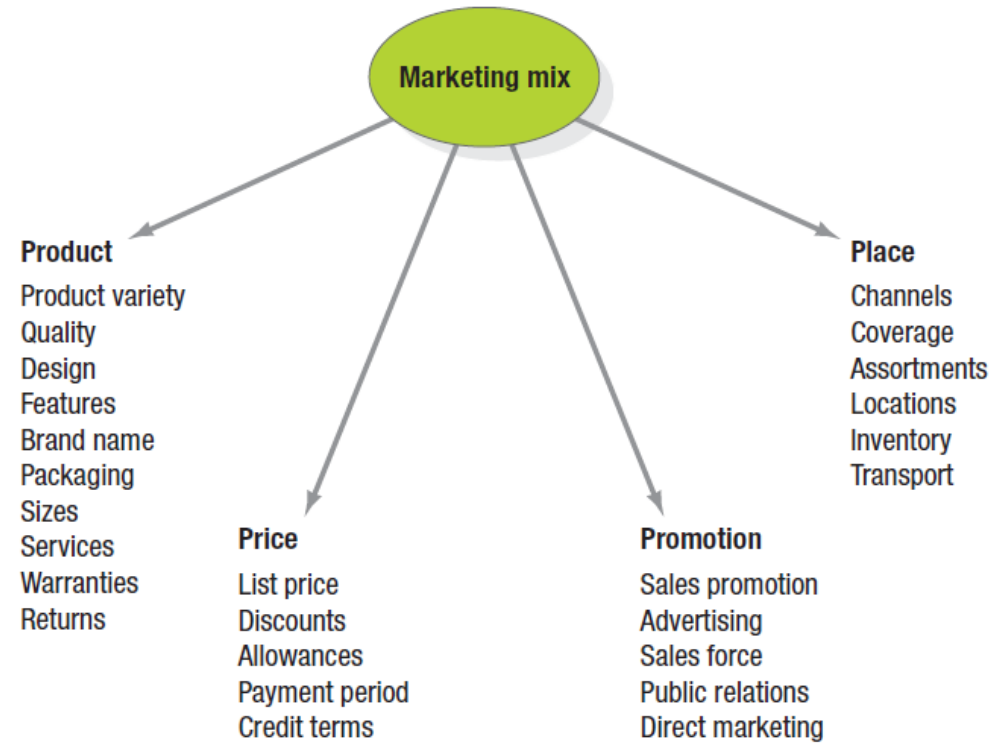 Marketing mix
Product
Product variety
Quality
Design
Features
Brand name
Packaging
Sizes
Services
Warranties
Returns
Price
List price
Discounts
Allowances
Payment period
Credit terms
Promotion
Sales promotion
Advertising
Sales force
Public relations
Direct marketing
Place
Channels
Coverage
Assortments
Locations
Inventory
Transport